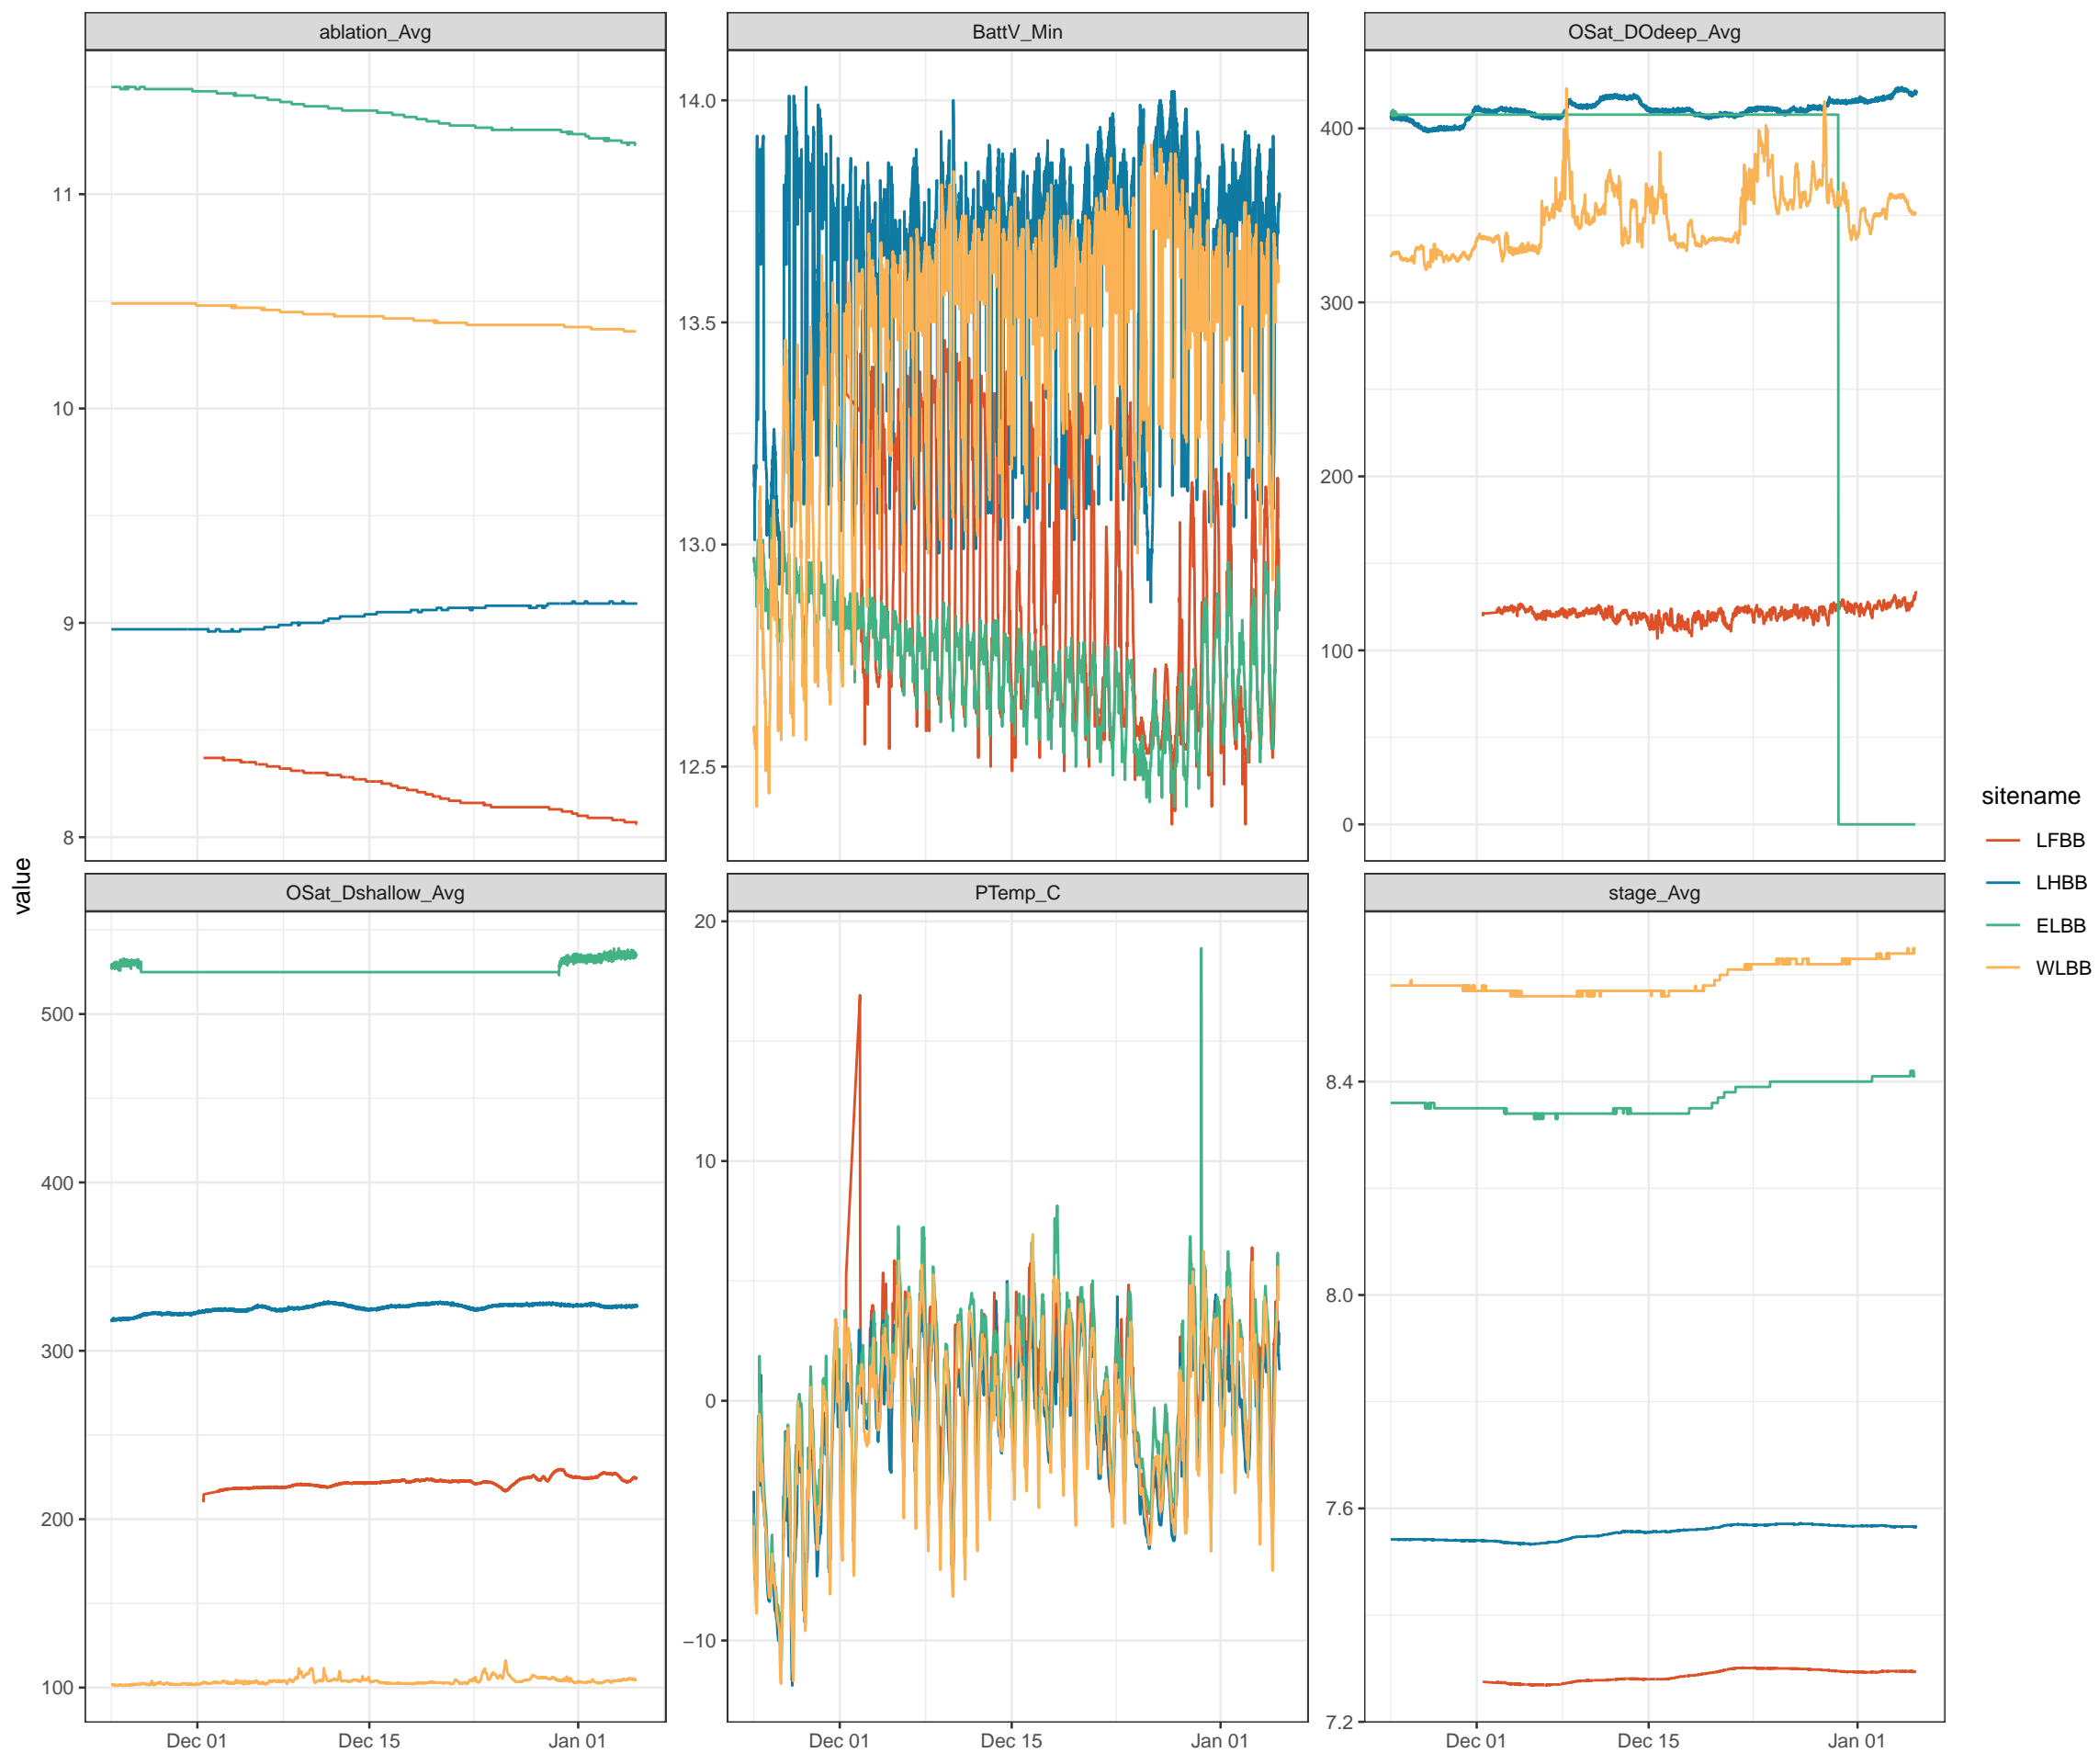 ablation_Avg
BattV_Min
OSat_DOdeep_Avg
11
10
9
8
14.0
13.5
13.0
12.5
400
300
200
100
0
value
OSat_Dshallow_Avg
PTemp_C
stage_Avg
500
400
300
200
100
20
10
0
−10
8.4
8.0
7.6
7.2
Dec 01 Dec 15 Jan 01
Dec 01 Dec 15 Jan 01
Dec 01 Dec 15 Jan 01
sitename
LFBB
LHBB
ELBB
WLBB